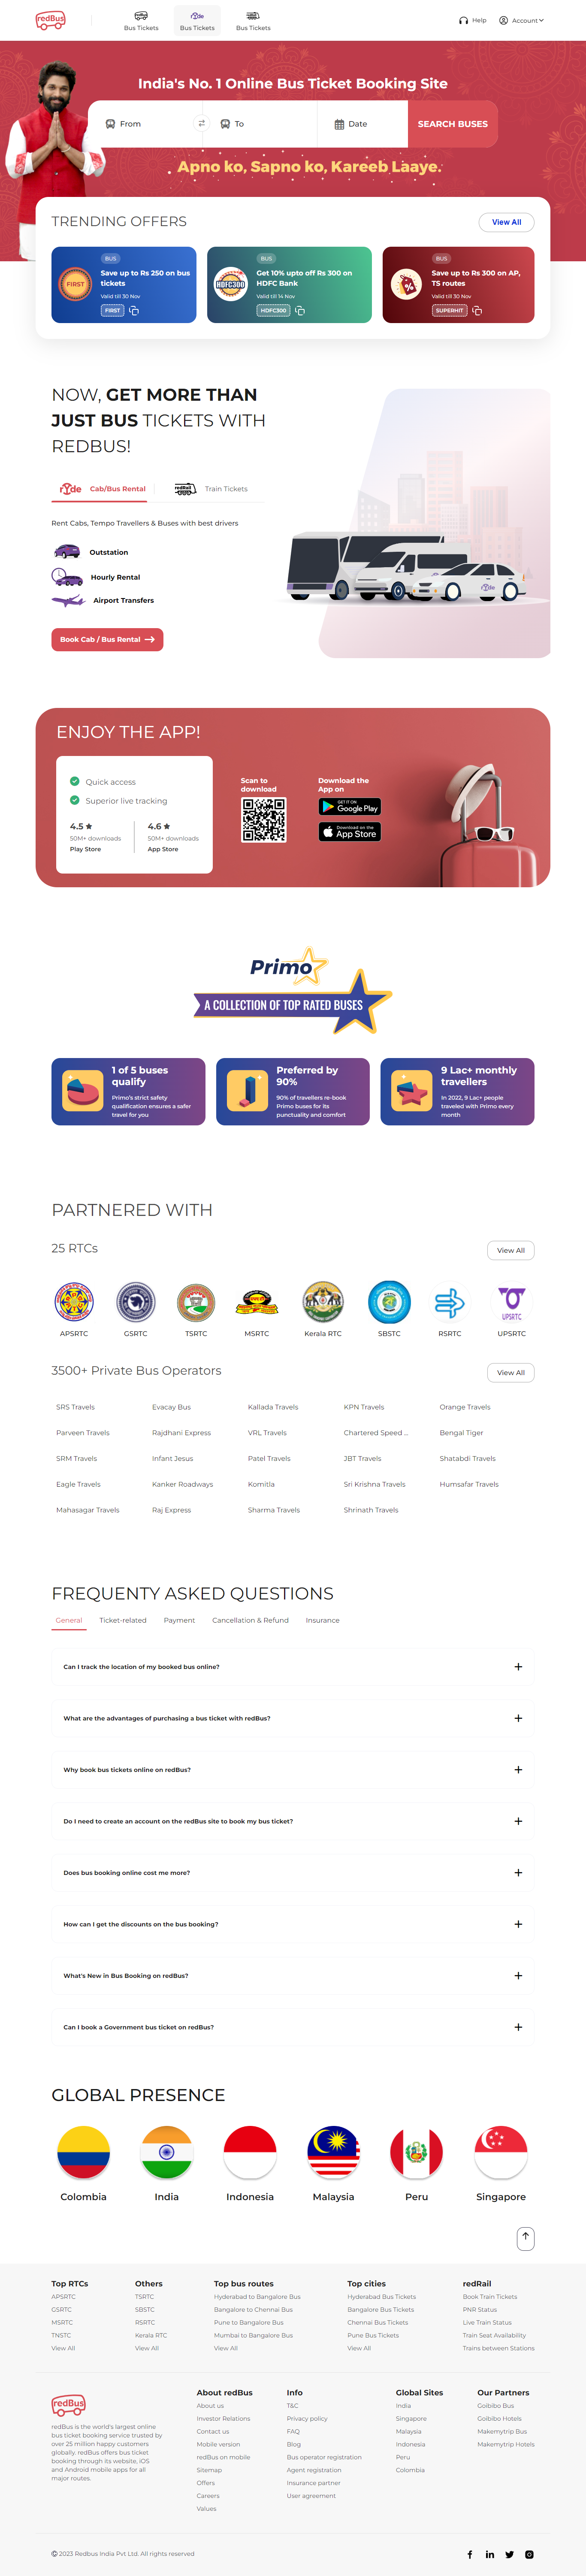 redBus
Bus Tickets
ryde
Bus Tickets
Bus Tickets
Help
Account
India's No. 1 Online Bus Ticket Booking Site
From
To
Date
SEARCH BUSES
Apno ko, Sapno ko, Kareeb Laaye.
TRENDING OFFERS
View All
BUS
Save up to Rs 250 on bus
tickets
Valid till 30 Nov
FIRST
FIRST
BUS
Get 10% upto off Rs 300 on
HDFC Bank
Valid till 14 Nov
HDFC300
HDFC300
BUS
Save up to Rs 300 on AP,
TS routes
Valid till 30 Nov
SUPERHIT
NOW, GET MORE THAN
JUST BUS TICKETS WITH
REDBUS!
ryde
Cab/Bus Rental
redRail
Train Tickets
Rent Cabs, Tempo Travellers & Buses with best drivers
Outstation
Hourly Rental
Airport Transfers
Book Cab / Bus Rental
ryde
ENJOY THE APP!
Quick access
Superior live tracking
4.5 ★
50M+ downloads
Play Store
4.6 ★
50M+ downloads
App Store
Scan to
download
Download the
App on
GET IT ON
Google Play
Download on the
App Store
Primo
A COLLECTION OF TOP RATED BUSES
1 of 5 buses
qualify
Primo's strict safety
qualification ensures a safer
travel for you
Preferred by
90%
90% of travellers re-book
Primo buses for its
punctuality and comfort
9 Lac+ monthly
travellers
In 2022, 9 Lac+ people
traveled with Primo every
month
PARTNERED WITH
25 RTCs
View All
UPSRTC
APSRTC
GSRTC
TSRTC
MSRTC
Kerala RTC
SBSTC
RSRTC
UPSRTC
3500+ Private Bus Operators
View All
SRS Travels
Evacay Bus
Kallada Travels
KPN Travels
Orange Travels
Parveen Travels
Rajdhani Express
VRL Travels
Chartered Speed ...
Bengal Tiger
SRM Travels
Infant Jesus
Patel Travels
JBT Travels
Shatabdi Travels
Eagle Travels
Kanker Roadways
Komitla
Sri Krishna Travels
Humsafar Travels
Mahasagar Travels
Raj Express
Sharma Travels
Shrinath Travels
FREQUENTY ASKED QUESTIONS
General
Ticket-related
Payment
Cancellation & Refund
Insurance
Can I track the location of my booked bus online?
What are the advantages of purchasing a bus ticket with redBus?
Why book bus tickets online on redBus?
Do I need to create an account on the redBus site to book my bus ticket?
Does bus booking online cost me more?
How can I get the discounts on the bus booking?
What's New in Bus Booking on redBus?
Can I book a Government bus ticket on redBus?
GLOBAL PRESENCE
Colombia
India
Indonesia
Malaysia
Peru
Singapore
Top RTCs
APSRTC
GSRTC
MSRTC
TNSTC
View All
Others
TSRTC
SBSTC
RSRTC
Kerala RTC
View All
Top bus routes
Hyderabad to Bangalore Bus
Bangalore to Chennai Bus
Pune to Bangalore Bus
Mumbai to Bangalore Bus
View All
Top cities
Hyderabad Bus Tickets
Bangalore Bus Tickets
Chennai Bus Tickets
Pune Bus Tickets
View All
redRail
Book Train Tickets
PNR Status
Live Train Status
Train Seat Availability
Trains between Stations
redBus
redBus is the world's largest online
bus ticket booking service trusted by
over 25 million happy customers
globally. redBus offers bus ticket
booking through its website, iOS
and Android mobile apps for all
major routes.
About redBus
About us
Investor Relations
Contact us
Mobile version
redBus on mobile
Sitemap
Offers
Careers
Values
Info
T&C
Privacy policy
FAQ
Blog
Bus operator registration
Agent registration
Insurance partner
User agreement
Global Sites
India
Singapore
Malaysia
Indonesia
Peru
Colombia
Our Partners
Goibibo Bus
Goibibo Hotels
Makemytrip Bus
Makemytrip Hotels
© 2023 Redbus India Pvt Ltd. All rights reserved